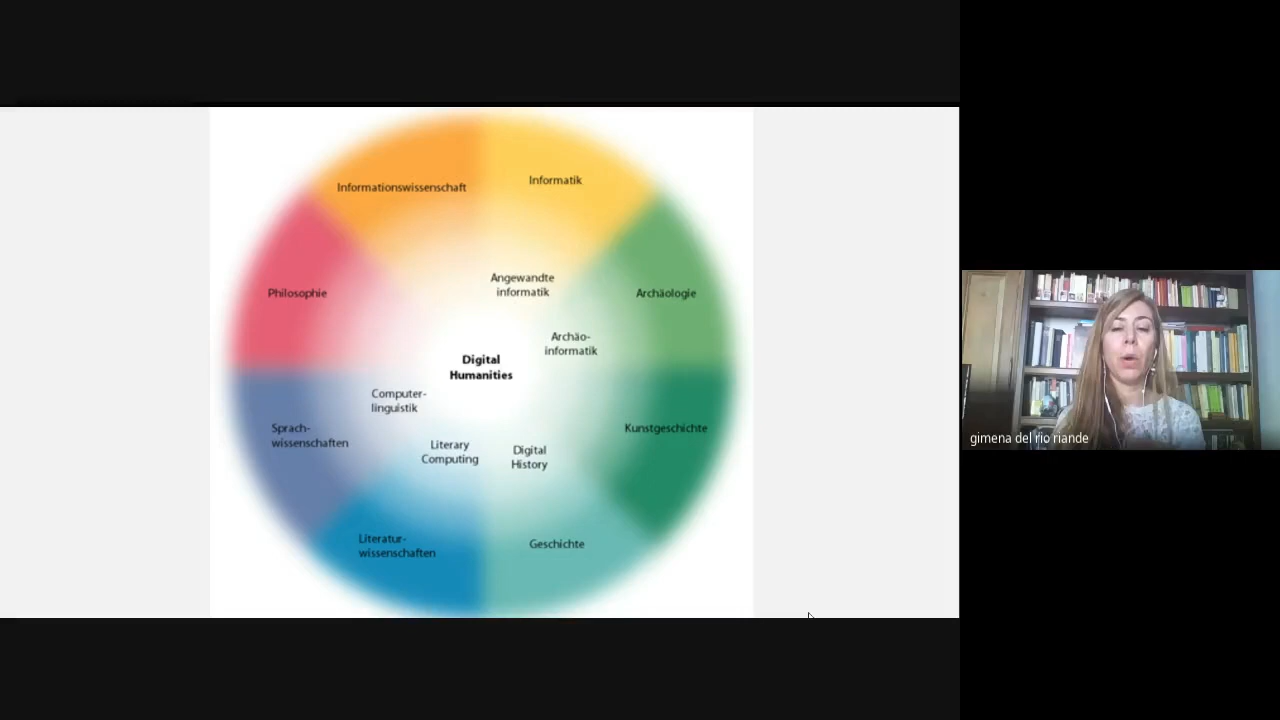 Informationswissenschaft
Informatik
Angewandte
informatik
Philosophie
Archäologie
Archäo-
informatik
Digital
Humanities
Computer-
linguistik
Sprach-
wissenschaften
Kunstgeschichte
Literary
Computing
Digital
History
Literatur-
wissenschaften
Geschichte
gimena del rio riande